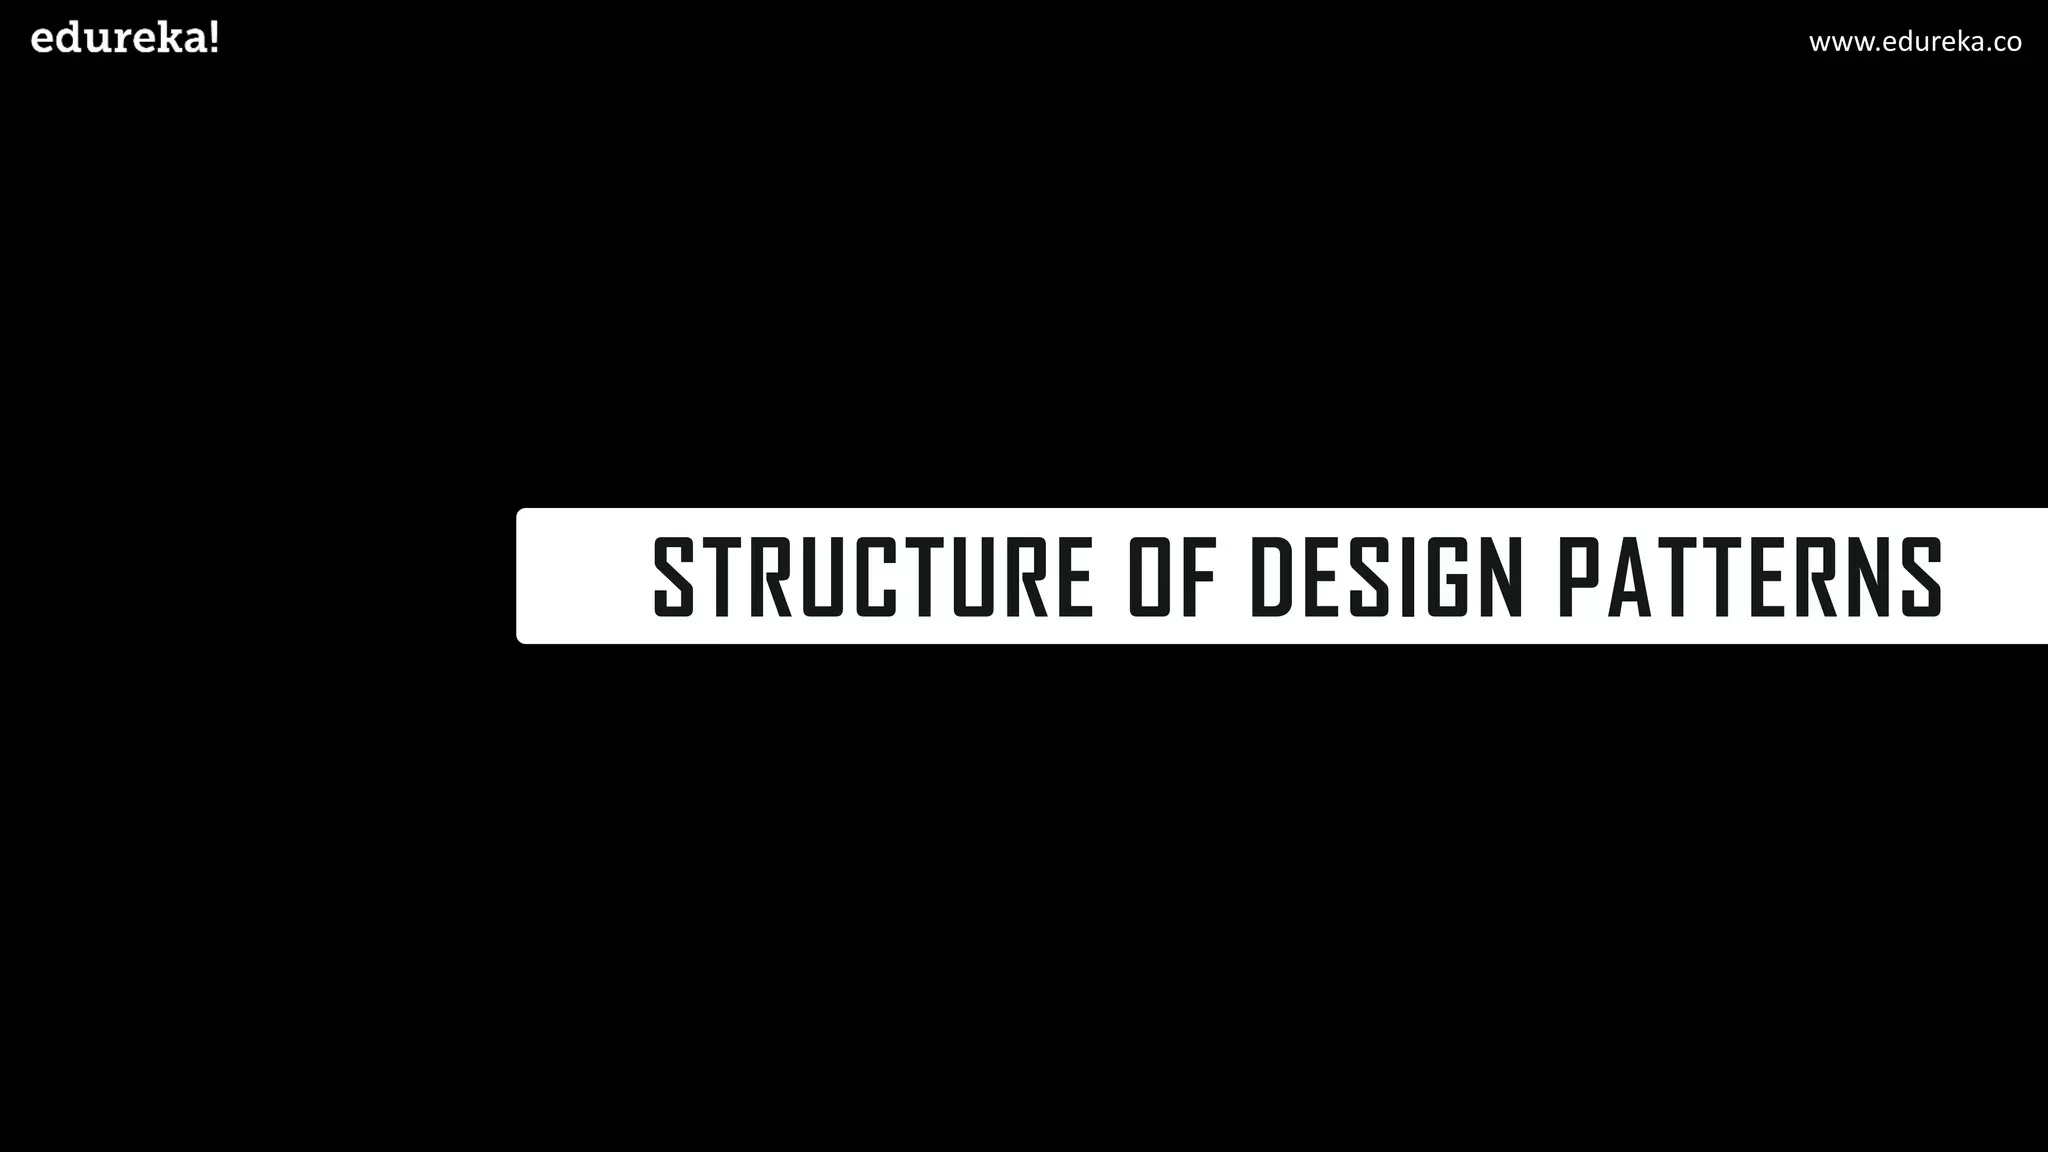 edureka!
www.edureka.co
STRUCTURE OF DESIGN PATTERNS